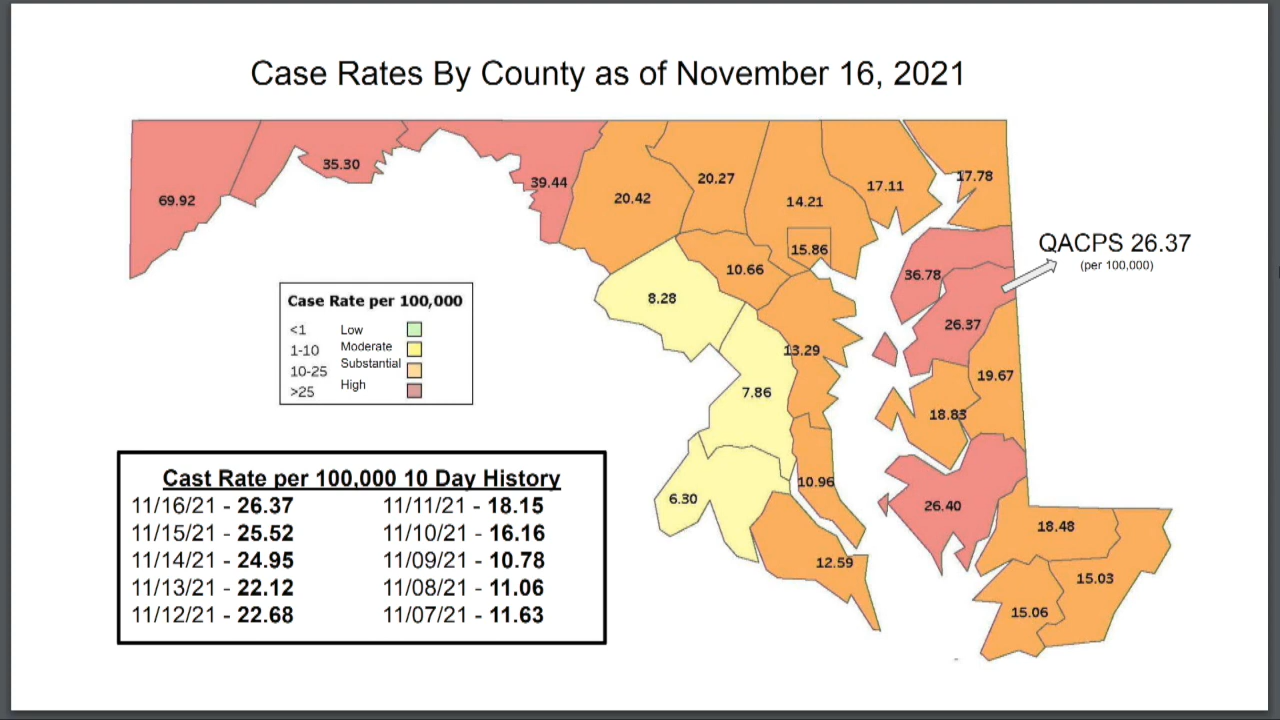 Case Rates By County as of November 16, 2021
69.92
35.30
39.44
20.42
20.27
14.21
15.86
17.11
17.78
QACPS 26.37
(per 100,000)
36.78
26.37
10.66
8.28
13.29
7.86
19.67
18.83
10.96
6.30
26.40
12.59
18.48
15.03
15.06
Case Rate per 100,000
<1 Low
1-10 Moderate
10-25 Substantial
>25 High
Cast Rate per 100,000 10 Day History
11/16/21 - 26.37 11/11/21 - 18.15
11/15/21 - 25.52 11/10/21 - 16.16
11/14/21 - 24.95 11/09/21 - 10.78
11/13/21 - 22.12 11/08/21 - 11.06
11/12/21 - 22.68 11/07/21 - 11.63